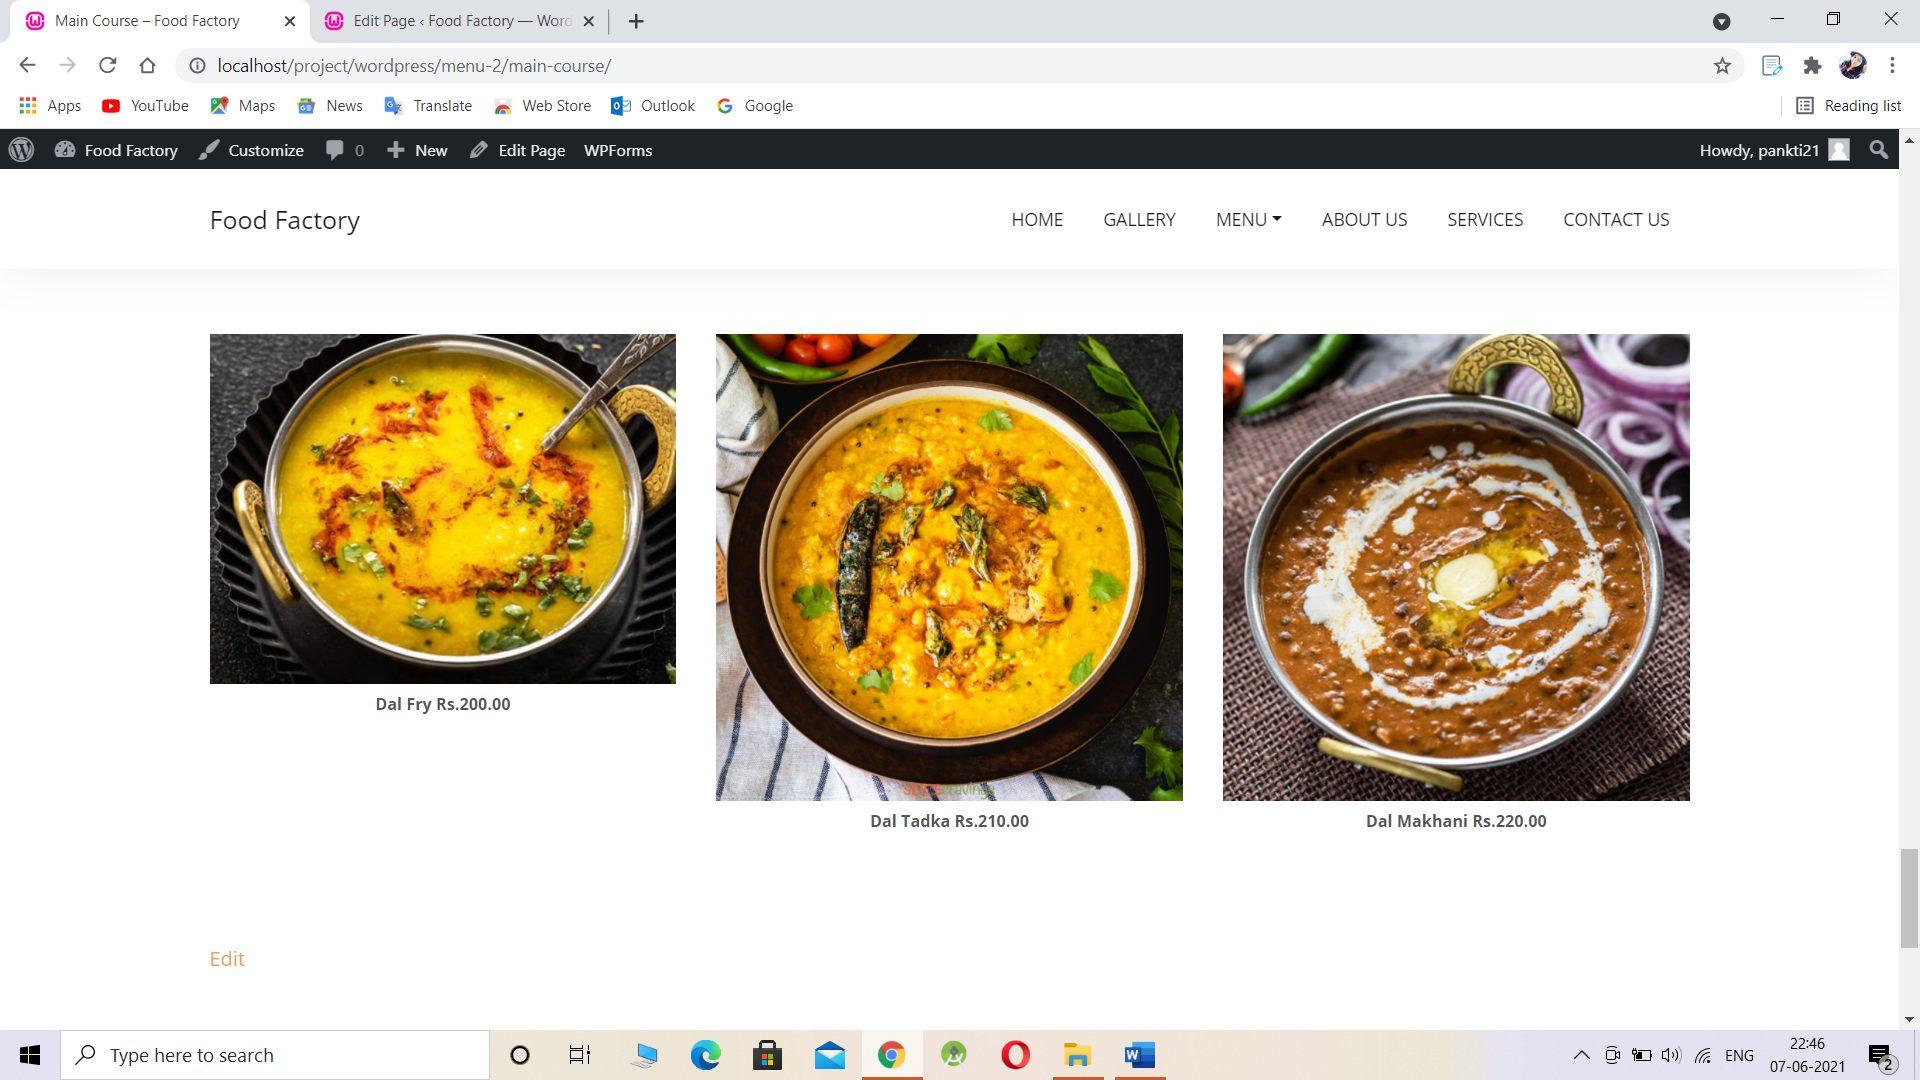 Main Course – Food Factory
Edit Page ‹ Food Factory — Word
localhost/project/wordpress/menu-2/main-course/
Apps YouTube Maps News Translate Web Store Outlook Google Reading list
Food Factory Customize 0 New Edit Page WPForms Howdy, pankti21
Food Factory HOME GALLERY MENU ABOUT US SERVICES CONTACT US
Dal Fry Rs.200.00
Dal Tadka Rs.210.00
Dal Makhani Rs.220.00
Edit
Type here to search
ENG
22:46
07-06-2021
2